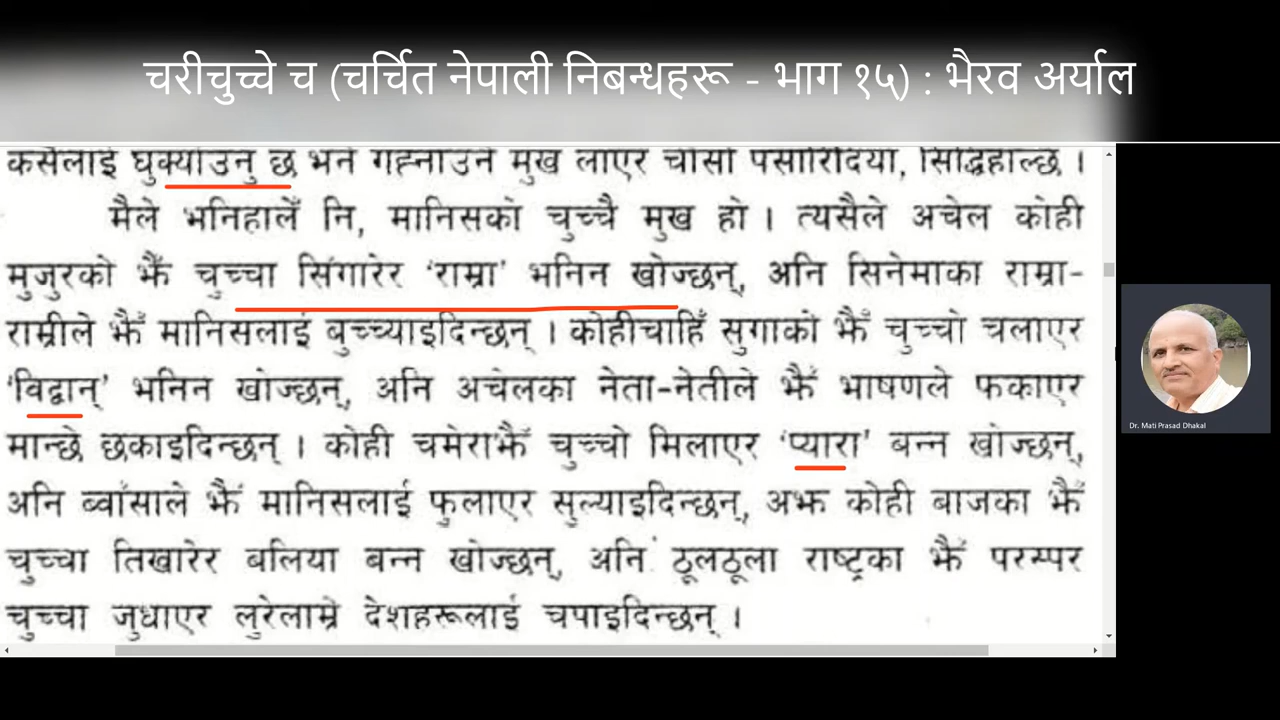 चरीचुच्चे च (चर्चित नेपाली निबन्धहरू - भाग १५) : भैरव अर्याल
कसैलाई घुक्याउनु छ भने गह्नाउने मुख लाएर चोसो पसारिदियो, सिद्धिहाल्छ ।
मैले भनिहालेँ नि, मानिसको चुच्चै मुख हो । त्यसैले अचेल कोही
मुजुरको झैँ चुच्चा सिंगारेर ‘राम्रा’ भनिन खोज्छन्, अनि सिनेमाका राम्रा-
राम्रीले झैँ मानिसलाई बुच्च्याइदिन्छन् । कोहीचाहिँ सुगाको झैँ चुच्चो चलाएर
‘विद्वान्’ भनिन खोज्छन्, अनि अचेलका नेता-नेतीले झैँ भाषणले फकाएर
मान्छे छकाइदिन्छन् । कोही चमेराझैँ चुच्चो मिलाएर ‘प्यारा’ बन्न खोज्छन्,
अनि ब्वाँसाले झैँ मानिसलाई फुलाएर सुल्याइदिन्छन्, अझ कोही बाजका झैँ
चुच्चा तिखारेर बलिया बन्न खोज्छन्, अनि ठूलठूला राष्ट्रका झैँ परस्पर
चुच्चा जुधाएर लुरेलाम्रे देशहरूलाई चपाइदिन्छन् ।
Dr. Mati Prasad Dhakal